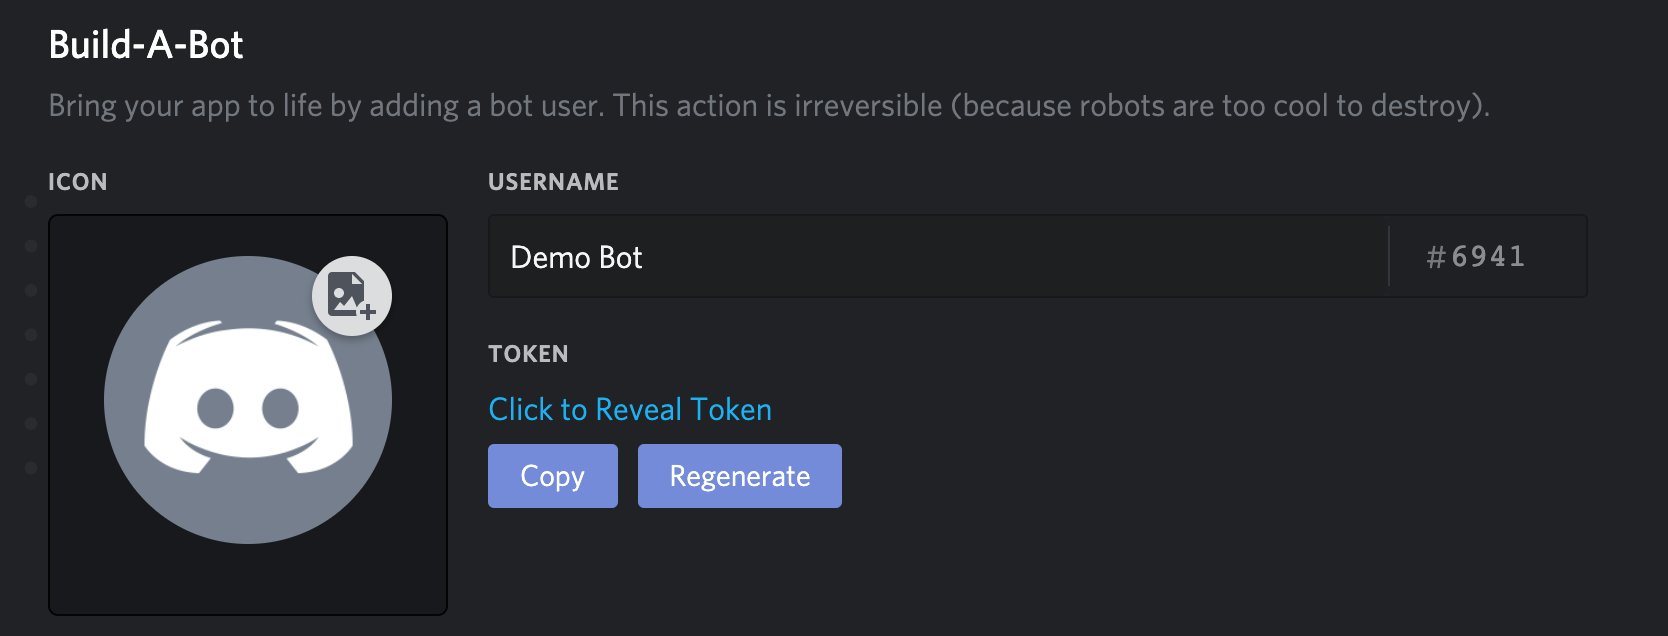 Build-A-Bot
Bring your app to life by adding a bot user. This action is irreversible (because robots are too cool to destroy).
ICON
USERNAME
Demo Bot
#6941
TOKEN
Click to Reveal Token
Copy
Regenerate